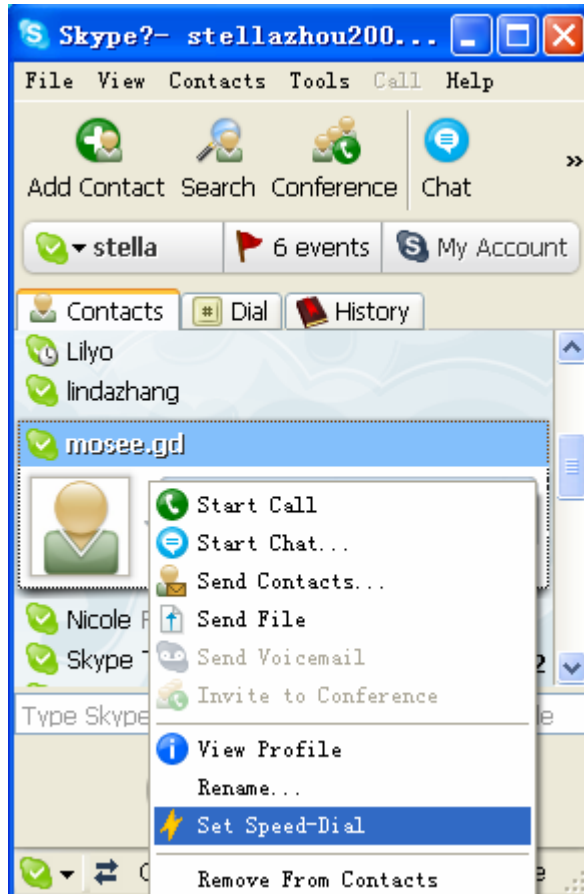 Skype?- stellazhou200...
File View Contacts Tools Call Help
Add Contact Search Conference Chat »
stella 6 events My Account
Contacts # Dial History
Lilyo
lindazhang
mosee.gd
Start Call
Start Chat...
Send Contacts...
Nicole
Send File
Skype
Send Voicemail
2
Invite to Conference
Type Skype
View Profile
Rename...
Set Speed-Dial
Remove From Contacts